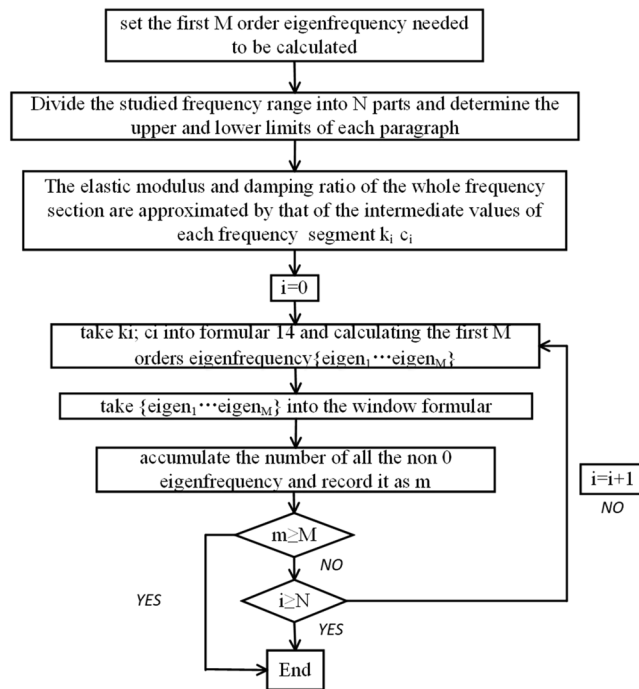 set the first M order eigenfrequency needed
to be calculated
Divide the studied frequency range into N parts and determine the
upper and lower limits of each paragraph
The elastic modulus and damping ratio of the whole frequency
section are approximated by that of the intermediate values of
each frequency segment kᵢ cᵢ
i=0
take ki; ci into formular 14 and calculating the first M
orders eigenfrequency{eigen₁⋯eigen_M}
take {eigen₁⋯eigen_M} into the window formular
accumulate the number of all the non 0
eigenfrequency and record it as m
i=i+1
NO
m≥M
NO
YES
i≥N
YES
End